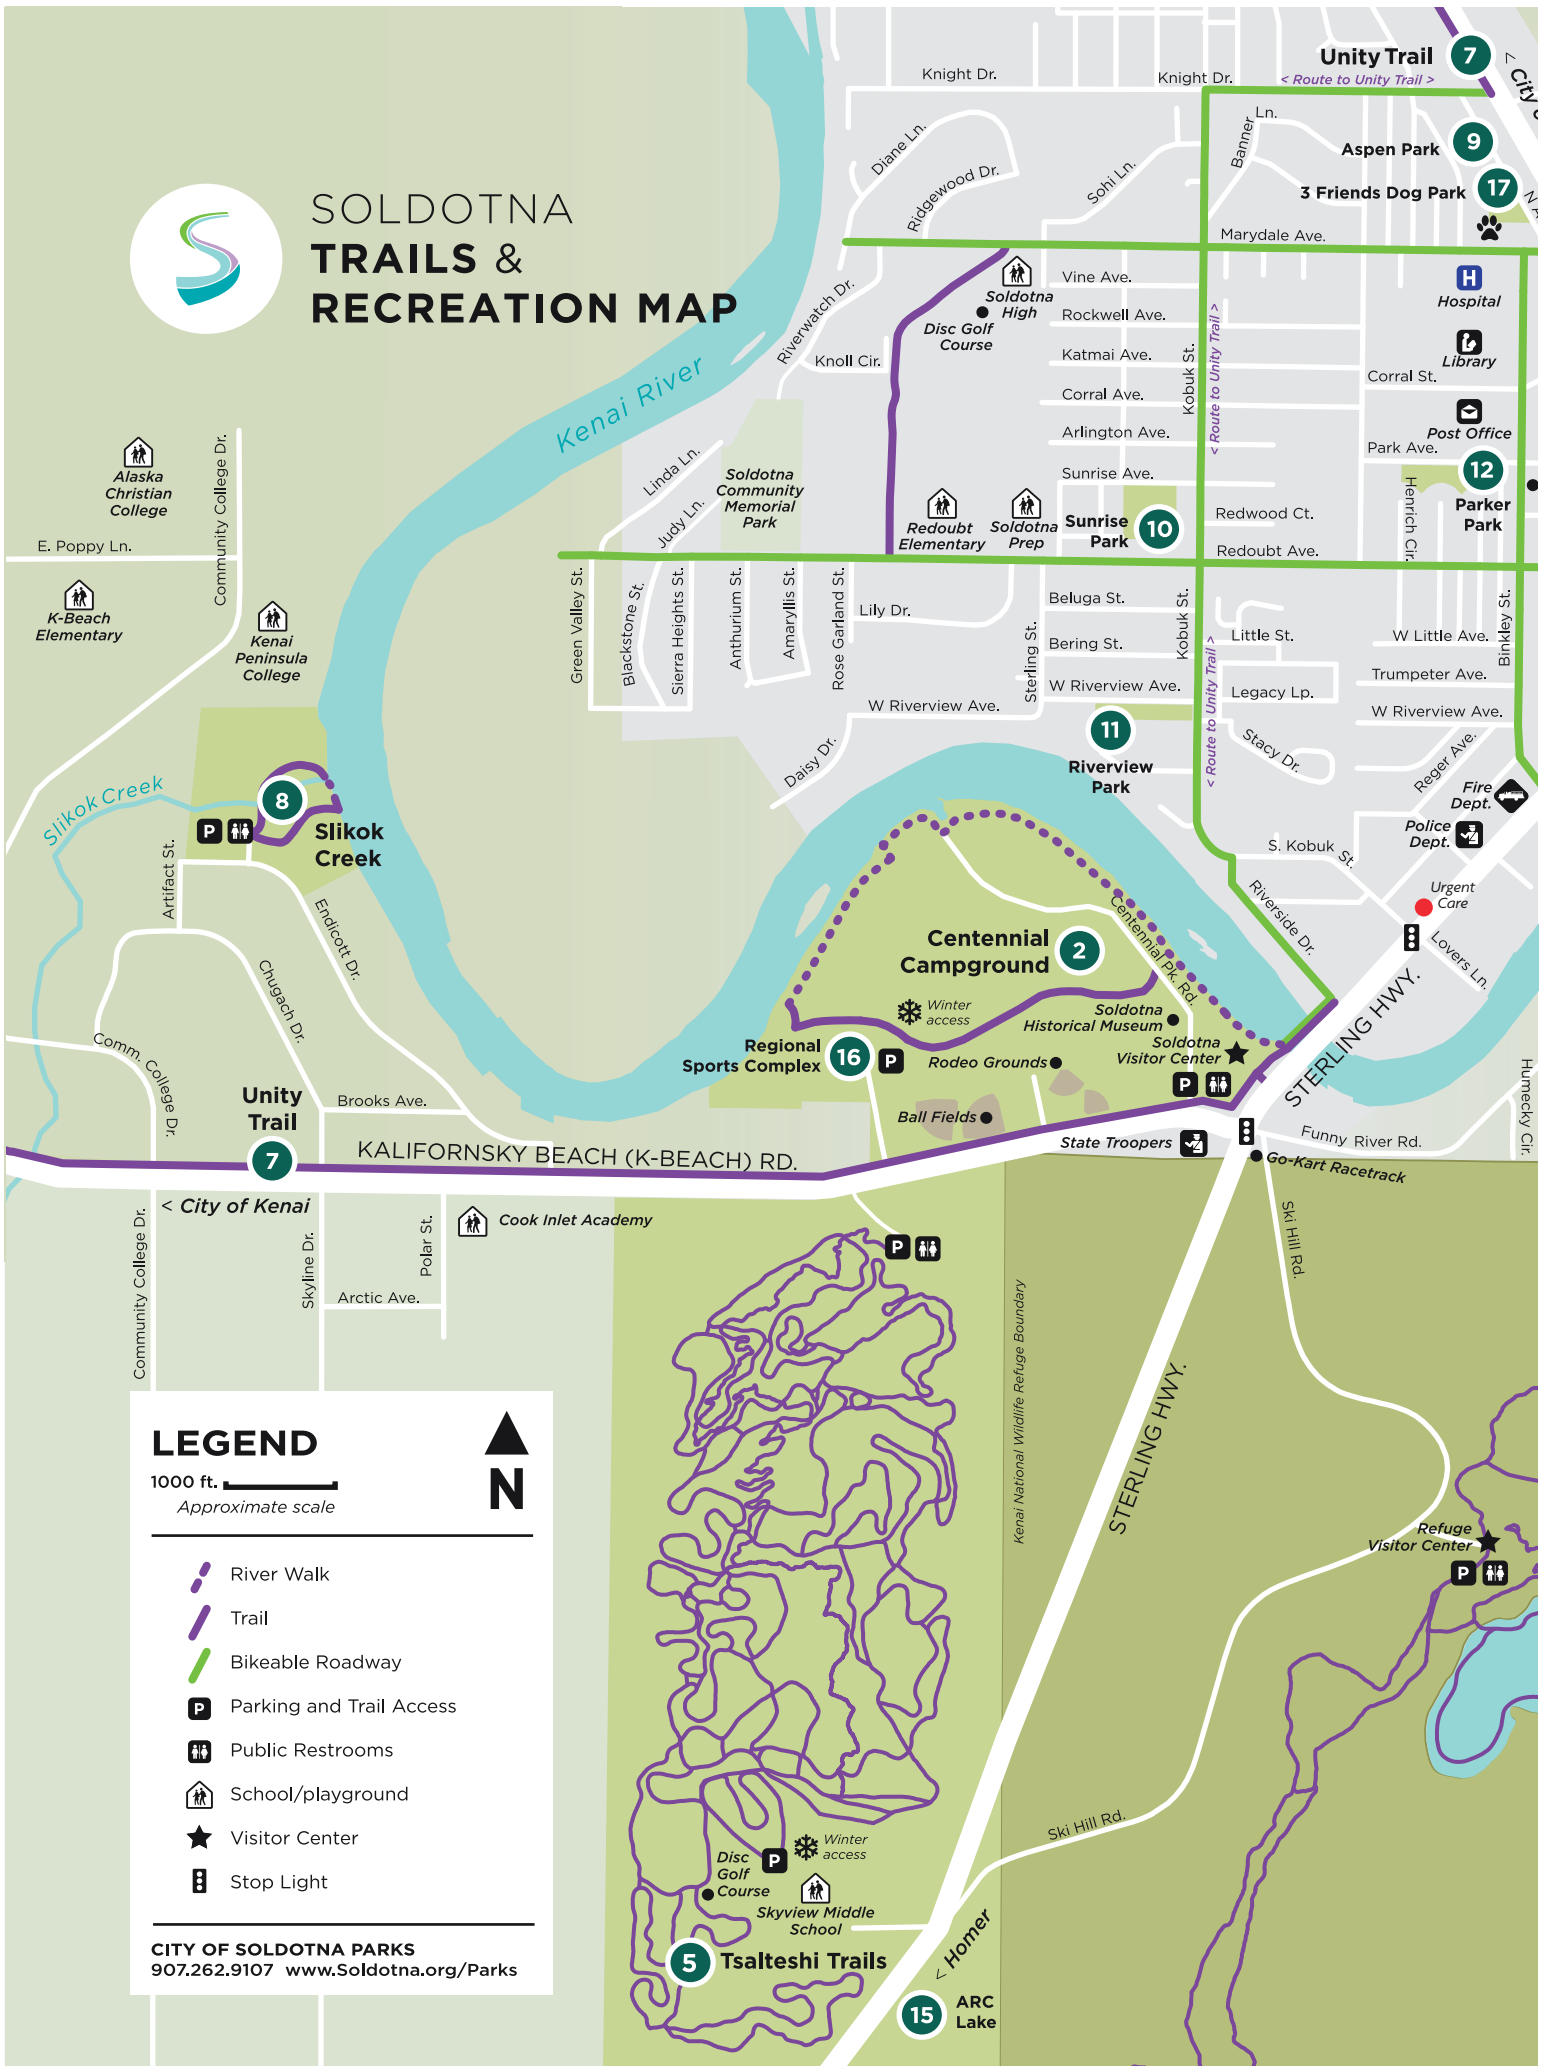 SOLDOTNA
TRAILS &
RECREATION MAP
Kenai River
Knight Dr.
Knight Dr.
Unity Trail
7
< Route to Unity Trail >
Diane Ln.
Ridgewood Dr.
Sohi Ln.
Banner
Ln.
Aspen Park
9
3 Friends Dog Park
17
Marydale Ave.
Riverwatch Dr.
Knoll Cir.
Soldotna
High
Disc Golf
Course
Vine Ave.
Rockwell Ave.
Katmai Ave.
Corral Ave.
Arlington Ave.
Sunrise Ave.
Kobuk St.
< Route to Unity Trail >
H
Hospital
Library
Corral St.
Post Office
Park Ave.
12
Parker
Park
Henrich Cir.
Linda Ln.
Judy Ln.
Soldotna
Community
Memorial
Park
Redoubt
Elementary
Soldotna
Prep
Sunrise
Park
10
Redwood Ct.
Redoubt Ave.
Alaska
Christian
College
Community College Dr.
E. Poppy Ln.
K-Beach
Elementary
Kenai
Peninsula
College
Green Valley St.
Blackstone St.
Sierra Heights St.
Anthurium St.
Amaryllis St.
Rose Garland St.
Lily Dr.
Sterling St.
Beluga St.
Bering St.
W Riverview Ave.
W Riverview Ave.
Daisy Dr.
Kobuk St.
< Route to Unity Trail >
Little St.
Legacy Lp.
Stacy Dr.
W Little Ave.
Trumpeter Ave.
W Riverview Ave.
Binkley St.
Reger Ave.
11
Riverview
Park
Fire
Dept.
Police
Dept.
S. Kobuk
St.
Urgent
Care
Lovers Ln.
Riverside Dr.
Slikok Creek
8
P
Slikok
Creek
Artifact St.
Endicott Dr.
Chugach Dr.
Comm. College Dr.
Centennial
Campground
2
Centennial Pk. Rd.
Winter
access
Soldotna
Historical Museum
Soldotna
Visitor Center
Regional
Sports Complex
16
P
Rodeo Grounds
P
Ball Fields
STERLING HWY.
Humecky Cir.
Unity
Trail
7
Brooks Ave.
KALIFORNSKY BEACH (K-BEACH) RD.
State Troopers
Funny River Rd.
Go-Kart Racetrack
< City of Kenai
Community College Dr.
Skyline Dr.
Polar St.
Arctic Ave.
Cook Inlet Academy
P
Ski Hill Rd.
Kenai National Wildlife Refuge Boundary
STERLING HWY.
Refuge
Visitor Center
P
Ski Hill Rd.
LEGEND
N
1000 ft.
Approximate scale
River Walk
Trail
Bikeable Roadway
P
Parking and Trail Access
Public Restrooms
School/playground
Visitor Center
Stop Light
CITY OF SOLDOTNA PARKS
907.262.9107 www.Soldotna.org/Parks
Disc
Golf
Course
P
Winter
access
Skyview Middle
School
5
Tsalteshi Trails
< Homer
15
ARC
Lake